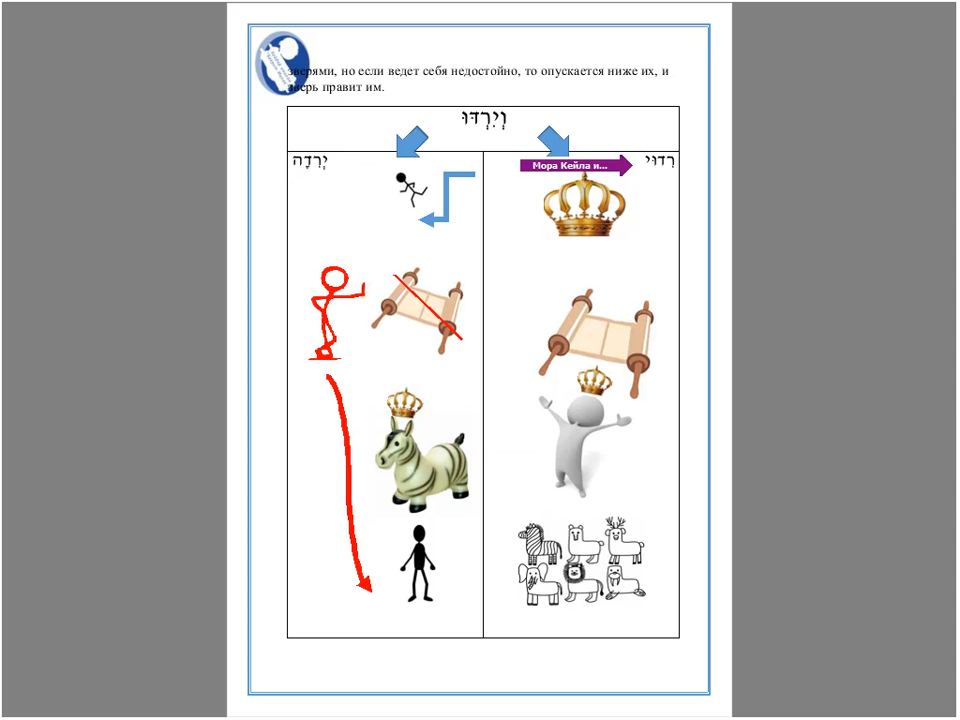 зверями, но если ведет себя недостойно, то опускается ниже их, и
зверь правит им.
וְיִרְדּוּ
יְרִדָה
רִדוּי
Мора Кейла и...